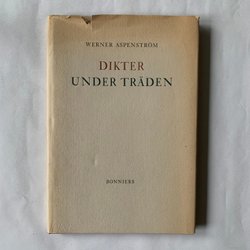 WERNER ASPENSTRÖM
DIKTER
UNDER TRÄDEN
BONNIERS